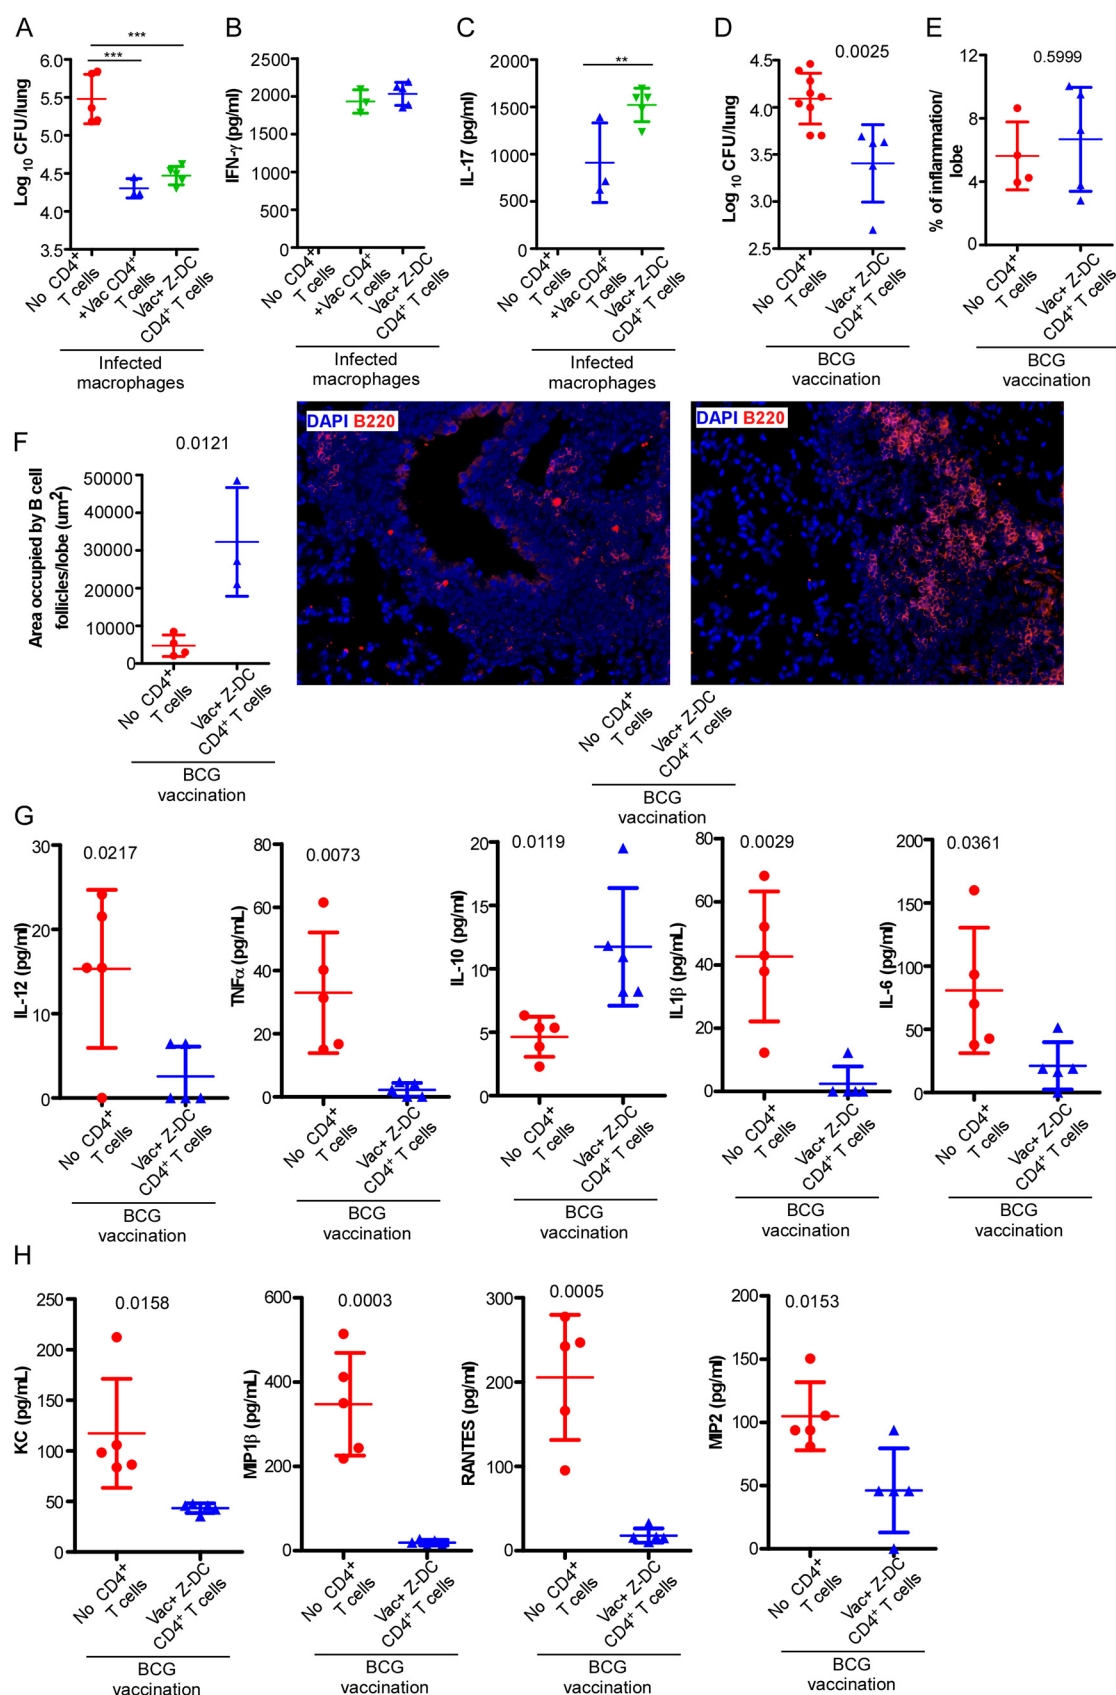 A
Log 10 CFU/lung
6.0
5.5
5.0
4.5
4.0
3.5
***
***
No CD4+
T cells
+Vac CD4+
T cells
Vac+ Z-DC
CD4+ T cells
Infected
macrophages
B
IFN-γ (pg/ml)
2500
2000
1500
1000
500
0
No CD4+
T cells
+Vac CD4+
T cells
Vac+ Z-DC
CD4+ T cells
Infected
macrophages
C
IL-17 (pg/ml)
2000
1500
1000
500
0
**
No CD4+
T cells
+Vac CD4+
T cells
Vac+ Z-DC
CD4+ T cells
Infected
macrophages
D
Log 10 CFU/lung
4.5
4.0
3.5
3.0
2.5
0.0025
No CD4+
T cells
Vac+ Z-DC
CD4+ T cells
BCG
vaccination
E
% of inflammation/
lobe
12
8
4
0
0.5999
No CD4+
T cells
Vac+ Z-DC
CD4+ T cells
BCG
vaccination
F
Area occupied by B cell
follicles/lobe (um2)
0.0121
50000
40000
30000
20000
10000
0
No CD4+
T cells
Vac+ Z-DC
CD4+ T cells
BCG
vaccination
DAPI B220
DAPI B220
No CD4+
T cells
Vac+ Z-DC
CD4+ T cells
BCG
vaccination
G
IL-12 (pg/ml)
30
20
10
0
0.0217
No CD4+
T cells
Vac+ Z-DC
CD4+ T cells
BCG
vaccination
TNFα (pg/mL)
80
60
40
20
0
0.0073
No CD4+
T cells
Vac+ Z-DC
CD4+ T cells
BCG
vaccination
IL-10 (pg/ml)
20
15
10
5
0
0.0119
No CD4+
T cells
Vac+ Z-DC
CD4+ T cells
BCG
vaccination
IL1β (pg/mL)
80
60
40
20
0
0.0029
No CD4+
T cells
Vac+ Z-DC
CD4+ T cells
BCG
vaccination
IL-6 (pg/ml)
200
150
100
50
0
0.0361
No CD4+
T cells
Vac+ Z-DC
CD4+ T cells
BCG
vaccination
H
KC (pg/mL)
250
200
150
100
50
0
0.0158
No CD4+
T cells
Vac+ Z-DC
CD4+ T cells
BCG
vaccination
MIP1β (pg/mL)
600
400
200
0
0.0003
No CD4+
T cells
Vac+ Z-DC
CD4+ T cells
BCG
vaccination
RANTES (pg/ml)
300
200
100
0
0.0005
No CD4+
T cells
Vac+ Z-DC
CD4+ T cells
BCG
vaccination
MIP2 (pg/ml)
200
150
100
50
0
0.0153
No CD4+
T cells
Vac+ Z-DC
CD4+ T cells
BCG
vaccination